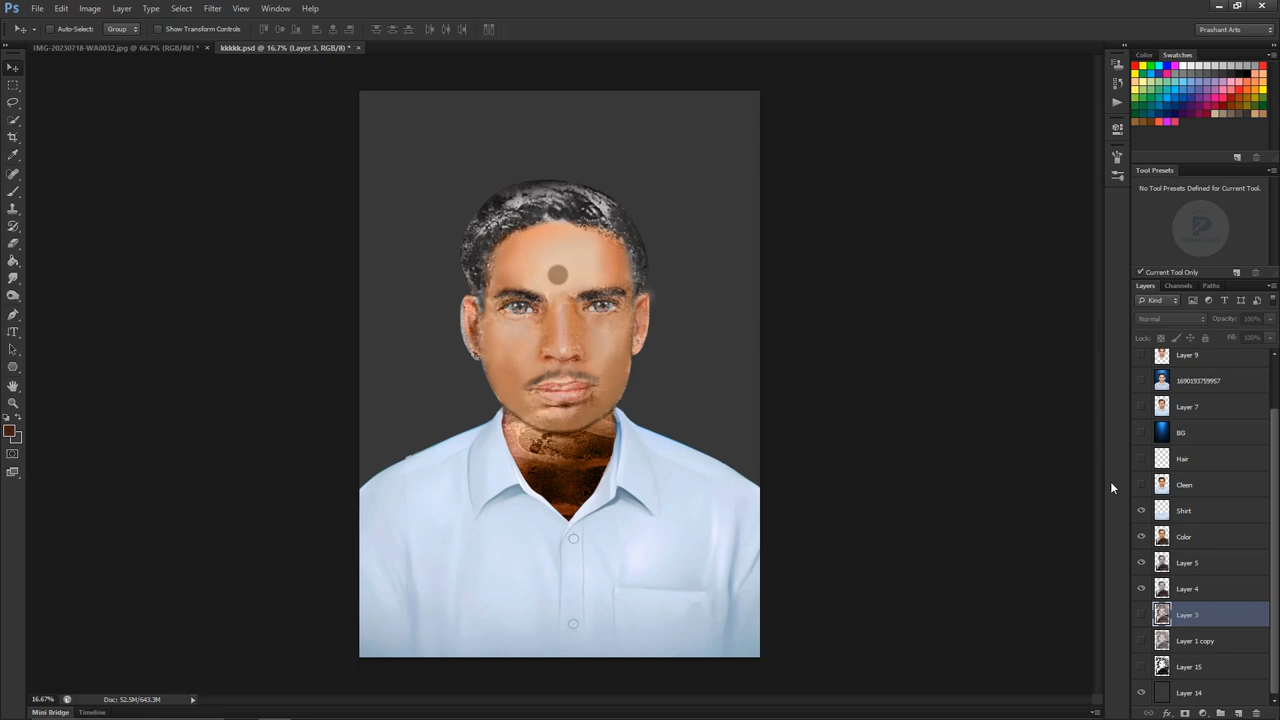 Ps File Edit Image Layer Type Select Filter View Window Help
Auto-Select: Group Show Transform Controls Prashant Arts
IMG-20230718-WA0032.jpg @ 66.7% (RGB/8#) * × kkkkk.psd @ 16.7% (Layer 3, RGB/8) * ×
Color Swatches
Tool Presets
No Tool Presets Defined for Current Tool.
Current Tool Only
Layers Channels Paths
Kind
Normal Opacity: 100%
Lock: Fill: 100%
Layer 9
1690193759957
Layer 7
BG
Hair
Cleen
Shirt
Color
Layer 5
Layer 4
Layer 3
Layer 1 copy
Layer 15
Layer 14
16.67% Doc: 52.5M/643.3M
Mini Bridge Timeline